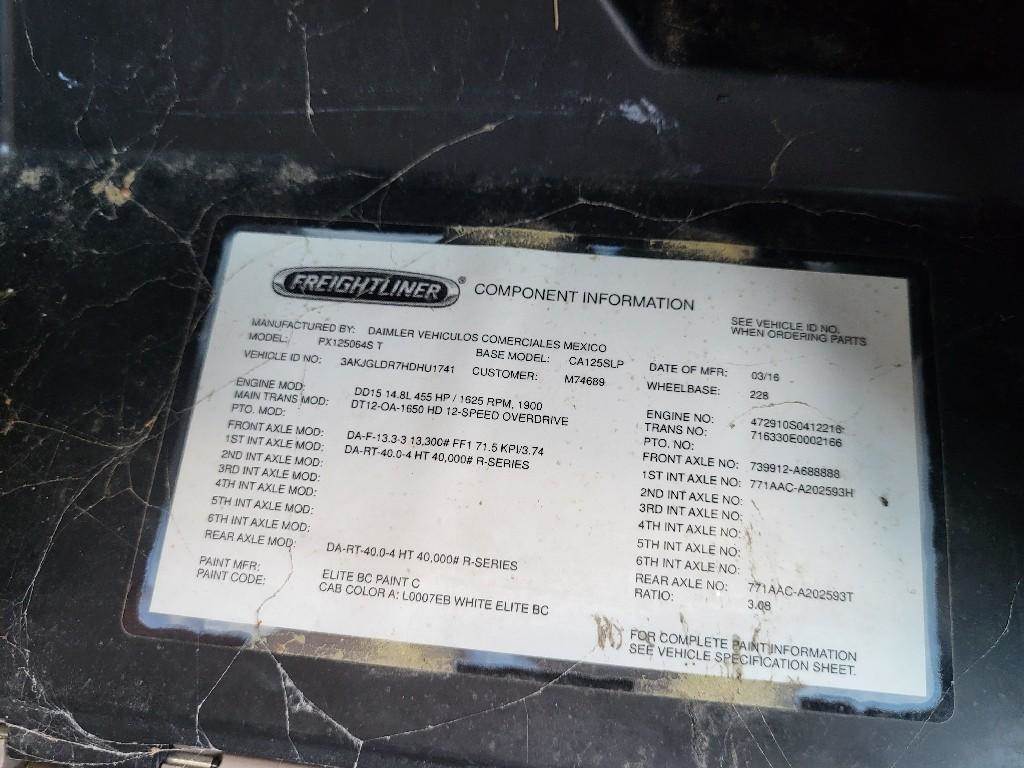 FREIGHTLINER® COMPONENT INFORMATION
SEE VEHICLE ID NO.
WHEN ORDERING PARTS
MANUFACTURED BY: DAIMLER VEHICULOS COMERCIALES MEXICO
MODEL: PX125064S T BASE MODEL: CA125SLP DATE OF MFR: 03/16
VEHICLE ID NO: 3AKJGLDR7HDHU1741 CUSTOMER: M74689 WHEELBASE: 228
ENGINE MOD: DD15 14.8L 455 HP / 1625 RPM, 1900 ENGINE NO: 472910S0412216
MAIN TRANS MOD: DT12-OA-1650 HD 12-SPEED OVERDRIVE TRANS NO: 716330E0002166
PTO. MOD: PTO. NO:
FRONT AXLE MOD: DA-F-13.3-3 13,300# FF1 71.5 KPI/3.74 FRONT AXLE NO: 739912-A688888
1ST INT AXLE MOD: DA-RT-40.0-4 HT 40,000# R-SERIES 1ST INT AXLE NO: 771AAC-A202593H
2ND INT AXLE MOD: 2ND INT AXLE NO:
3RD INT AXLE MOD: 3RD INT AXLE NO:
4TH INT AXLE MOD: 4TH INT AXLE NO:
5TH INT AXLE MOD: 5TH INT AXLE NO:
6TH INT AXLE MOD: 6TH INT AXLE NO:
REAR AXLE MOD: DA-RT-40.0-4 HT 40,000# R-SERIES REAR AXLE NO: 771AAC-A202593T
RATIO: 3.08
PAINT MFR: ELITE BC PAINT C
PAINT CODE: CAB COLOR A: L0007EB WHITE ELITE BC
FOR COMPLETE PAINT INFORMATION
SEE VEHICLE SPECIFICATION SHEET.